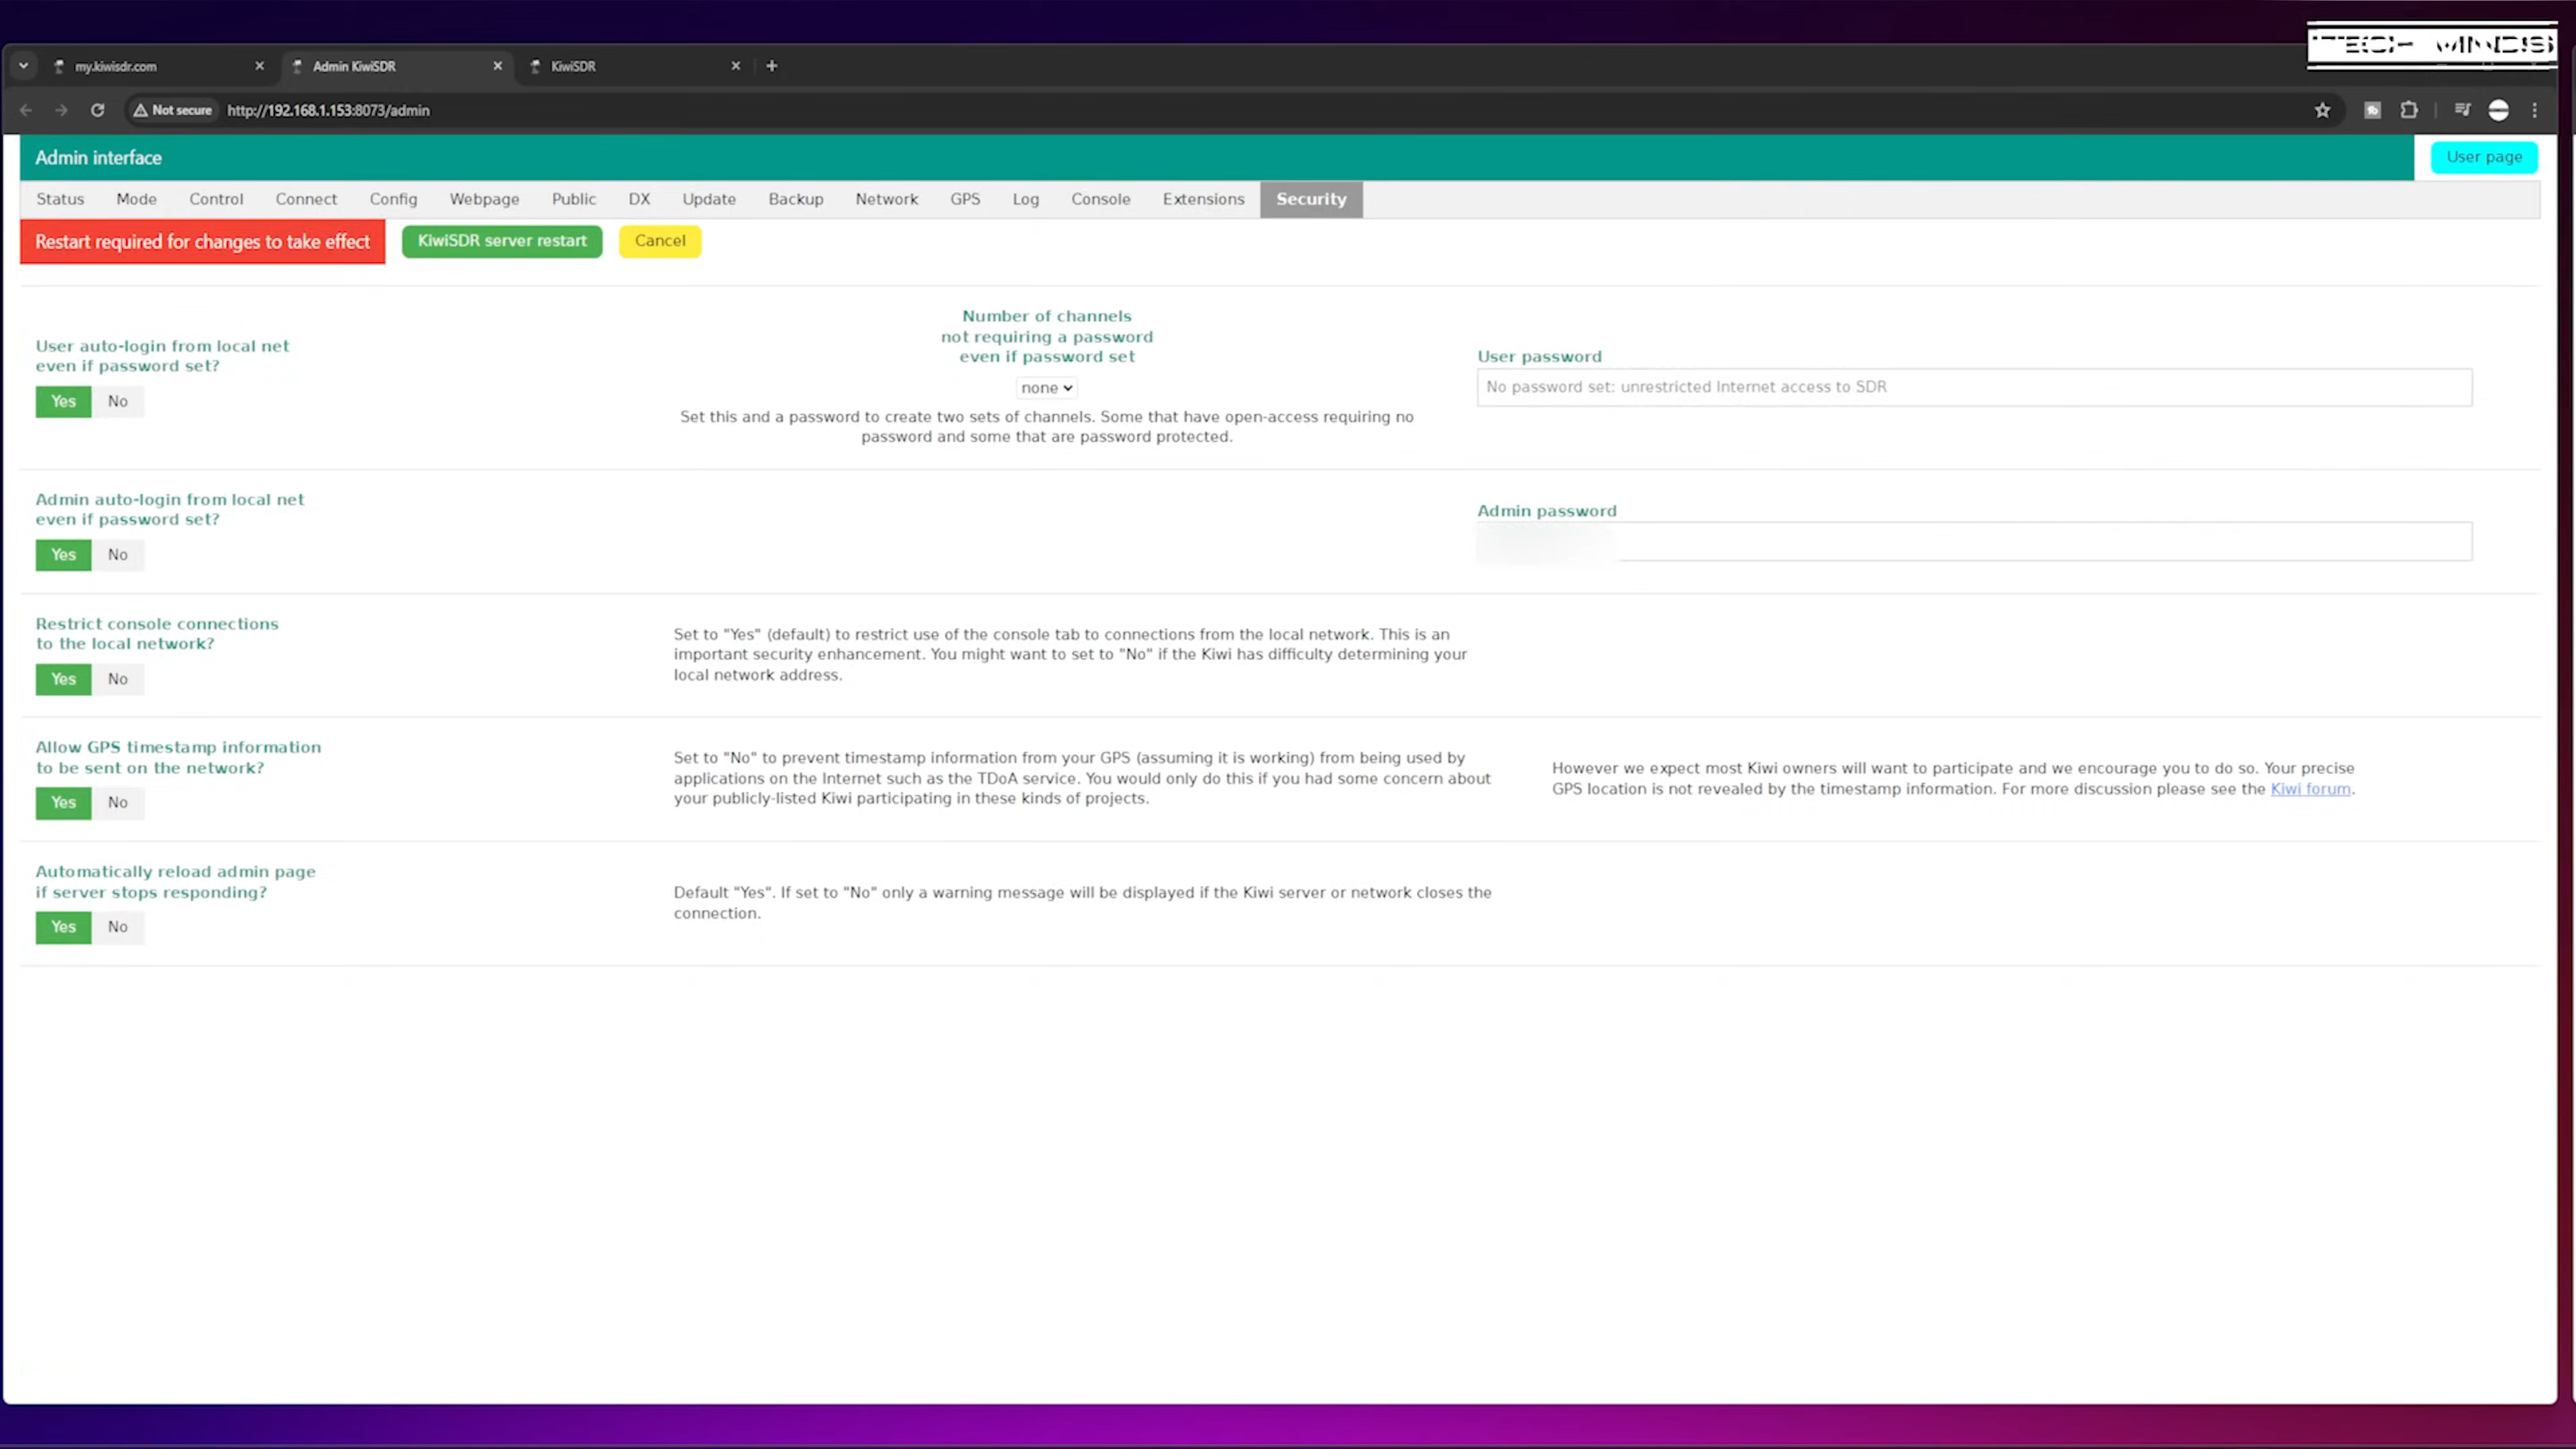 TECH MINDS
my.kiwisdr.com
Admin KiwiSDR
KiwiSDR
Not secure
http://192.168.1.153:8073/admin
Admin interface
User page
Status Mode Control Connect Config Webpage Public DX Update Backup Network GPS Log Console Extensions Security
Restart required for changes to take effect
KiwiSDR server restart
Cancel
User auto-login from local net
even if password set?
Yes No
Number of channels
not requiring a password
even if password set
none
Set this and a password to create two sets of channels. Some that have open-access requiring no
password and some that are password protected.
User password
No password set: unrestricted Internet access to SDR
Admin auto-login from local net
even if password set?
Yes No
Admin password
Restrict console connections
to the local network?
Yes No
Set to "Yes" (default) to restrict use of the console tab to connections from the local network. This is an
important security enhancement. You might want to set to "No" if the Kiwi has difficulty determining your
local network address.
Allow GPS timestamp information
to be sent on the network?
Yes No
Set to "No" to prevent timestamp information from your GPS (assuming it is working) from being used by
applications on the Internet such as the TDoA service. You would only do this if you had some concern about
your publicly-listed Kiwi participating in these kinds of projects.
However we expect most Kiwi owners will want to participate and we encourage you to do so. Your precise
GPS location is not revealed by the timestamp information. For more discussion please see the Kiwi forum.
Automatically reload admin page
if server stops responding?
Yes No
Default "Yes". If set to "No" only a warning message will be displayed if the Kiwi server or network closes the
connection.